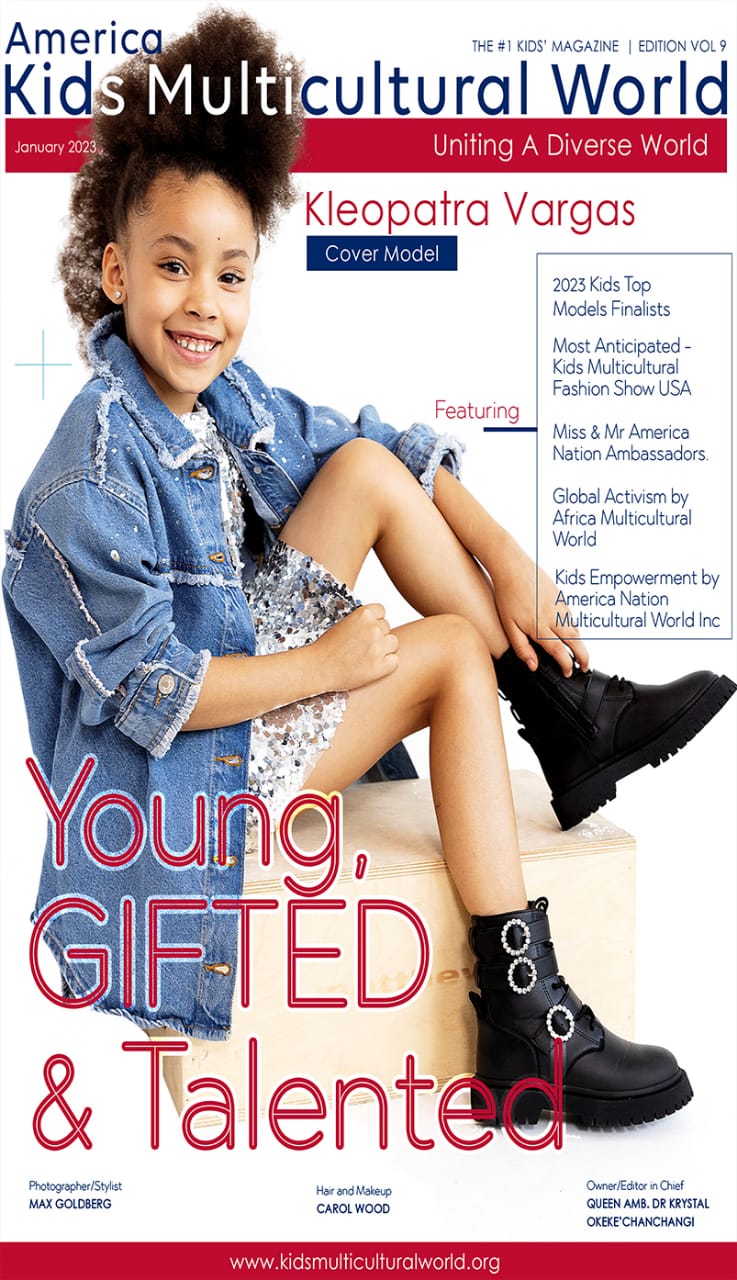 America
THE #1 KIDS' MAGAZINE | EDITION VOL 9
Kids Multicultural World
January 2023
Uniting A Diverse World
Kleopatra Vargas
Cover Model
Featuring
2023 Kids Top
Models Finalists
Most Anticipated -
Kids Multicultural
Fashion Show USA
Miss & Mr America
Nation Ambassadors.
Global Activism by
Africa Multicultural
World
Kids Empowerment by
America Nation
Multicultural World Inc
Young,
GIFTED
& Talented
Photographer/Stylist
MAX GOLDBERG
Hair and Makeup
CAROL WOOD
Owner/Editor in Chief
QUEEN AMB. DR KRYSTAL
OKEKE'CHANCHANGI
www.kidsmulticulturalworld.org